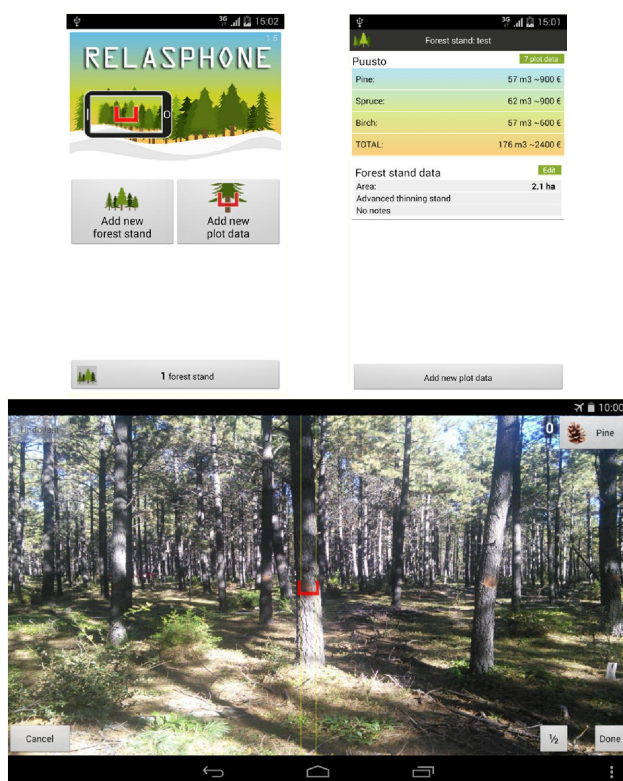 3G 15:02
RELASPHONE
1.5
Add new
forest stand
Add new
plot data
1 forest stand
3G 15:01
Forest stand: test
Puusto
7 plot data
Pine: 57 m3 ~900 €
Spruce: 62 m3 ~900 €
Birch: 57 m3 ~600 €
TOTAL: 176 m3 ~2400 €
Forest stand data
Edit
Area: 2.1 ha
Advanced thinning stand
No notes
Add new plot data
10:00
Undo last
0
Pine
Cancel
½
Done